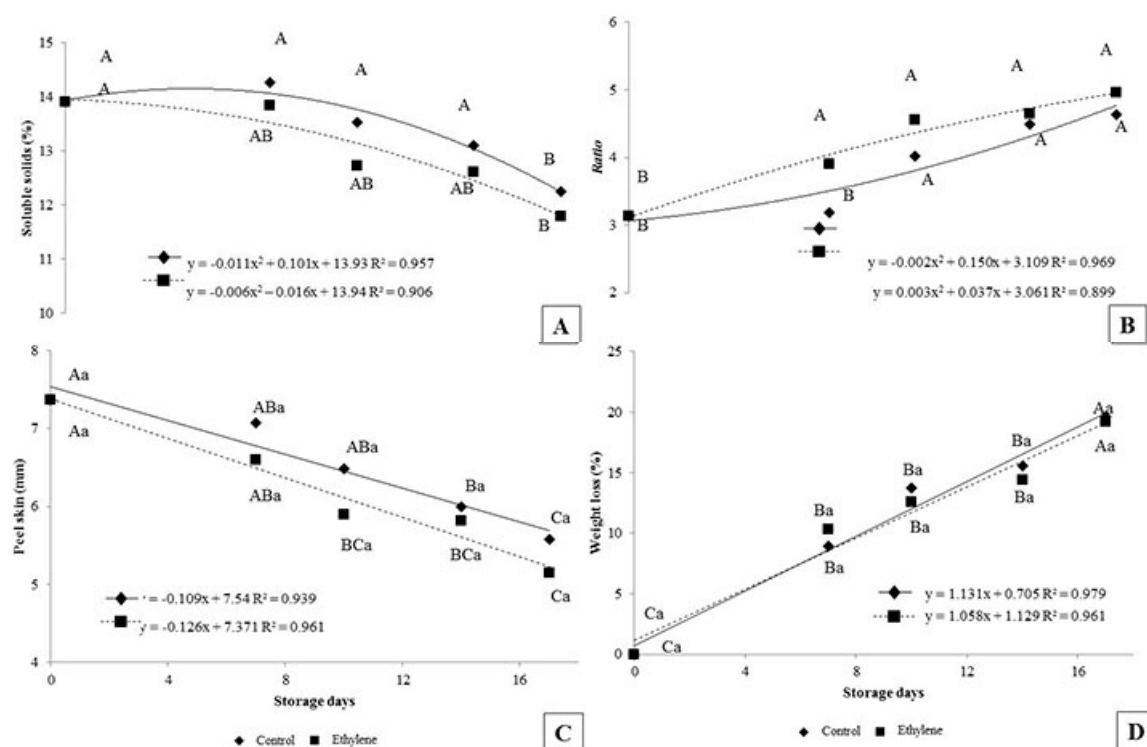 15
14
13
12
11
10
Soluble solids (%)
A
A
A
A
A
B
AB
AB
AB
B
y = -0.011x² + 0.101x + 13.93 R² = 0.957
y = -0.006x² – 0.016x + 13.94 R² = 0.906
A
6
5
4
3
2
Ratio
A
A
A
A
B
B
B
A
A
A
y = -0.002x² + 0.150x + 3.109 R² = 0.969
y = 0.003x² + 0.037x + 3.061 R² = 0.899
B
8
7
6
5
4
Peel skin (mm)
Aa
Aa
ABa
ABa
Ba
Ca
ABa
BCa
BCa
Ca
= -0.109x + 7.54 R² = 0.939
y = -0.126x + 7.371 R² = 0.961
0 4 8 12 16
Storage days
C
Control Ethylene
25
20
15
10
5
0
Weight loss (%)
Ca
Ca
Ba
Ba
Ba
Aa
Ba
Ba
Ba
Aa
y = 1.131x + 0.705 R² = 0.979
y = 1.058x + 1.129 R² = 0.961
0 4 8 12 16
Storage days
D
Control Ethylene